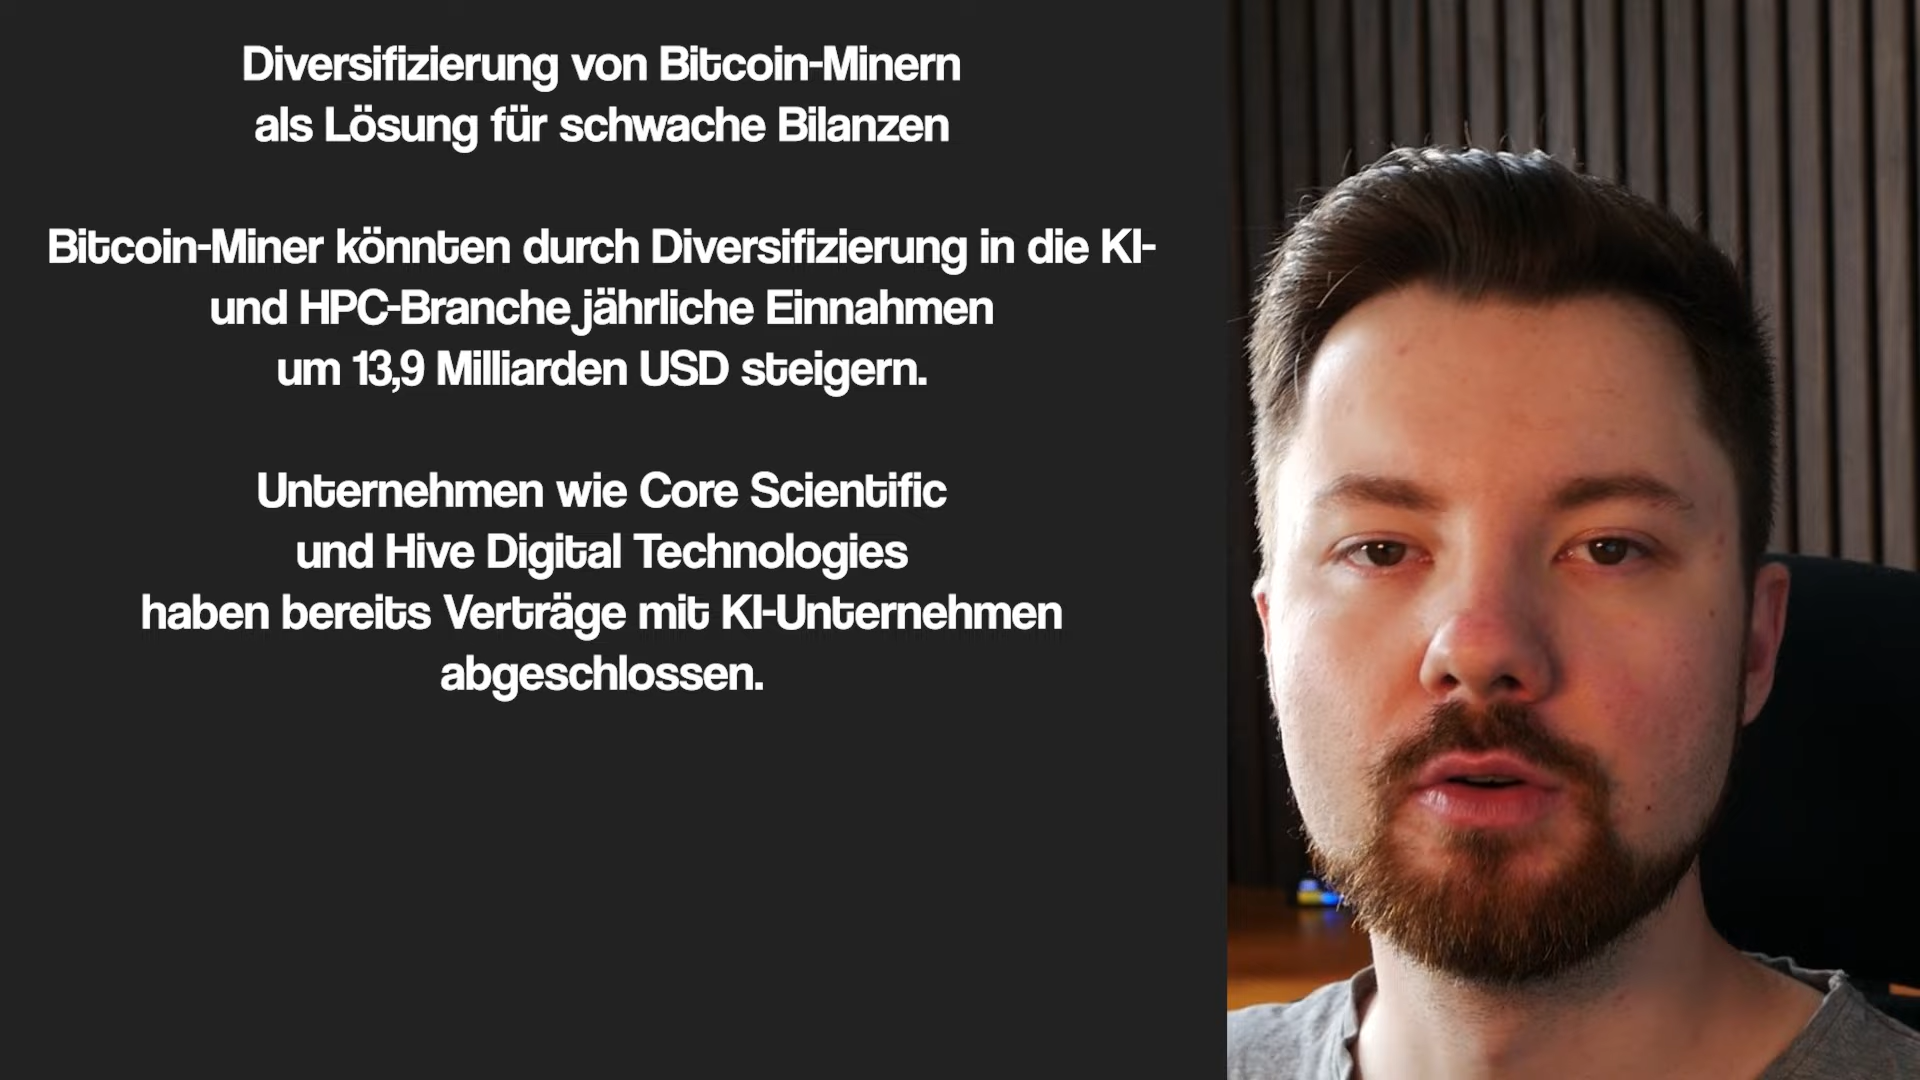 Diversifizierung von Bitcoin-Minern
als Lösung für schwache Bilanzen
Bitcoin-Miner könnten durch Diversifizierung in die KI-
und HPC-Branche jährliche Einnahmen
um 13,9 Milliarden USD steigern.
Unternehmen wie Core Scientific
und Hive Digital Technologies
haben bereits Verträge mit KI-Unternehmen
abgeschlossen.